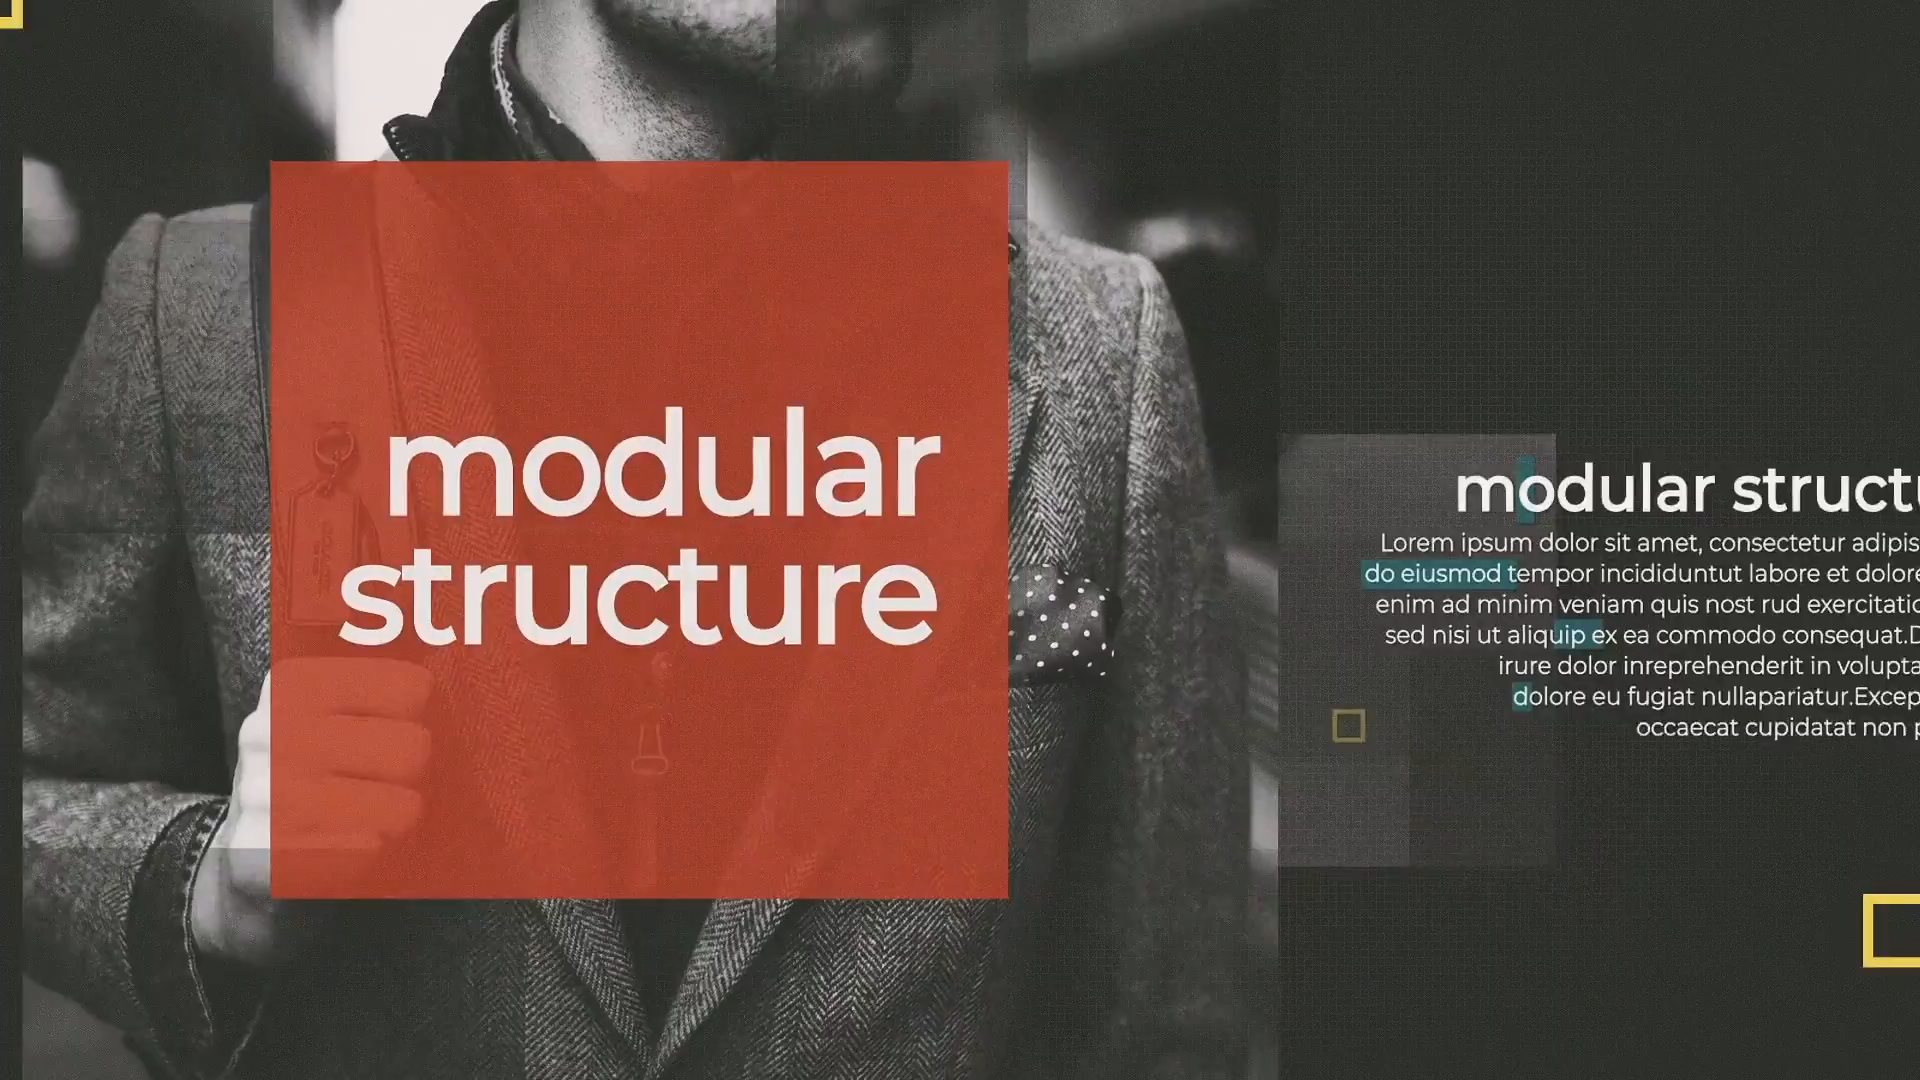 modular
structure
modular struct
Lorem ipsum dolor sit amet, consectetur adipis
do eiusmod tempor incididuntut labore et dolore
enim ad minim veniam quis nost rud exercitatio
sed nisi ut aliquip ex ea commodo consequat.D
irure dolor inreprehenderit in volupta
dolore eu fugiat nullapariatur.Excep
occaecat cupidatat non p